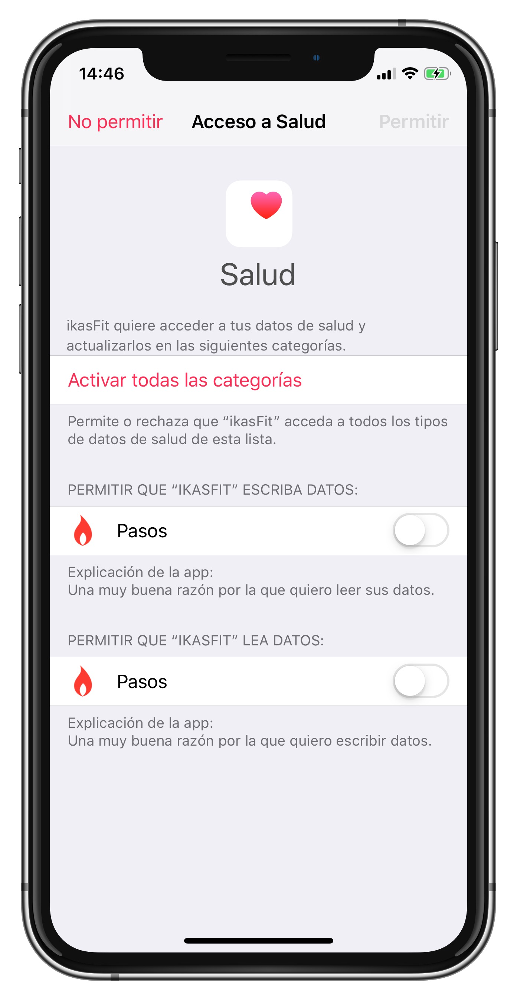 14:46
No permitir Acceso a Salud Permitir
Salud
ikasFit quiere acceder a tus datos de salud y
actualizarlos en las siguientes categorías.
Activar todas las categorías
Permite o rechaza que “ikasFit” acceda a todos los tipos
de datos de salud de esta lista.
PERMITIR QUE “IKASFIT” ESCRIBA DATOS:
Pasos
Explicación de la app:
Una muy buena razón por la que quiero leer sus datos.
PERMITIR QUE “IKASFIT” LEA DATOS:
Pasos
Explicación de la app:
Una muy buena razón por la que quiero escribir datos.